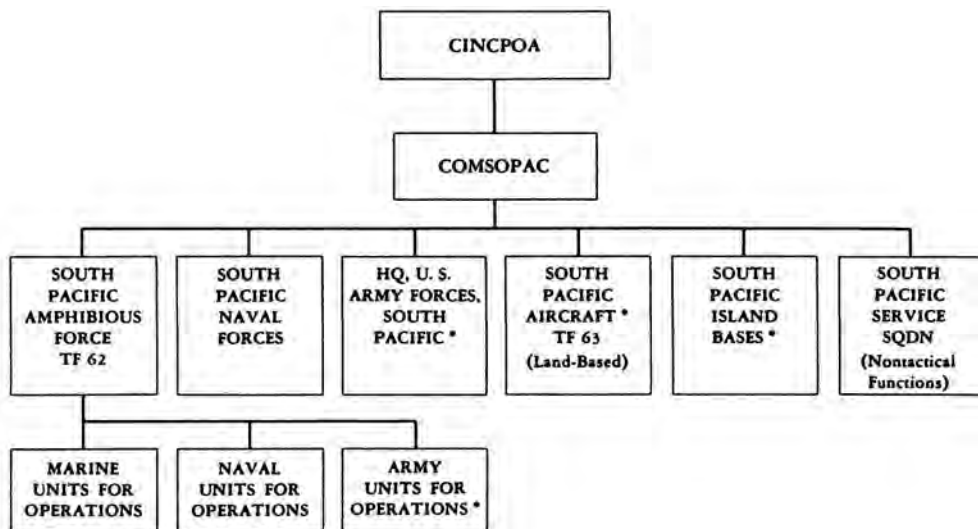 CINCPOA
COMSOPAC
SOUTH
PACIFIC
AMPHIBIOUS
FORCE
TF 62
SOUTH
PACIFIC
NAVAL
FORCES
HQ, U. S.
ARMY FORCES,
SOUTH
PACIFIC *
SOUTH
PACIFIC
AIRCRAFT *
TF 63
(Land-Based)
SOUTH
PACIFIC
ISLAND
BASES *
SOUTH
PACIFIC
SERVICE
SQDN
(Nontactical
Functions)
MARINE
UNITS FOR
OPERATIONS
NAVAL
UNITS FOR
OPERATIONS
ARMY
UNITS FOR
OPERATIONS *